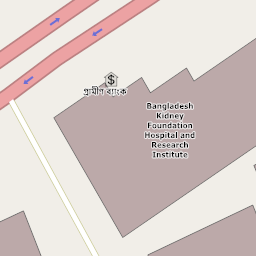 $
গ্রামীণ ব্যাংক
Bangladesh
Kidney
Foundation
Hospital and
Research
Institute